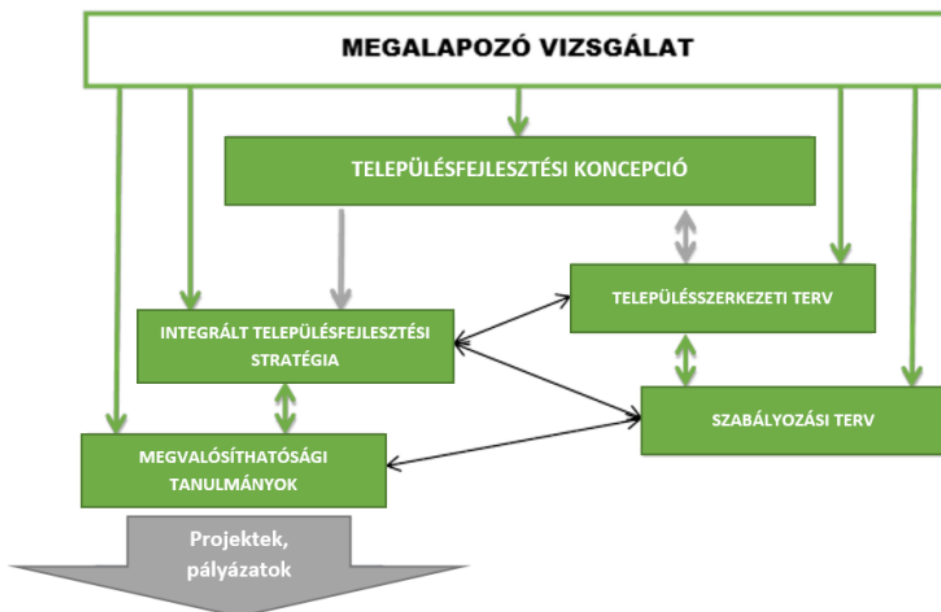 MEGALAPOZÓ VIZSGÁLAT
TELEPÜLÉSFEJLESZTÉSI KONCEPCIÓ
TELEPÜLÉSSZERKEZETI TERV
INTEGRÁLT TELEPÜLÉSFEJLESZTÉSI
STRATÉGIA
SZABÁLYOZÁSI TERV
MEGVALÓSÍTHATÓSÁGI
TANULMÁNYOK
Projektek,
pályázatok